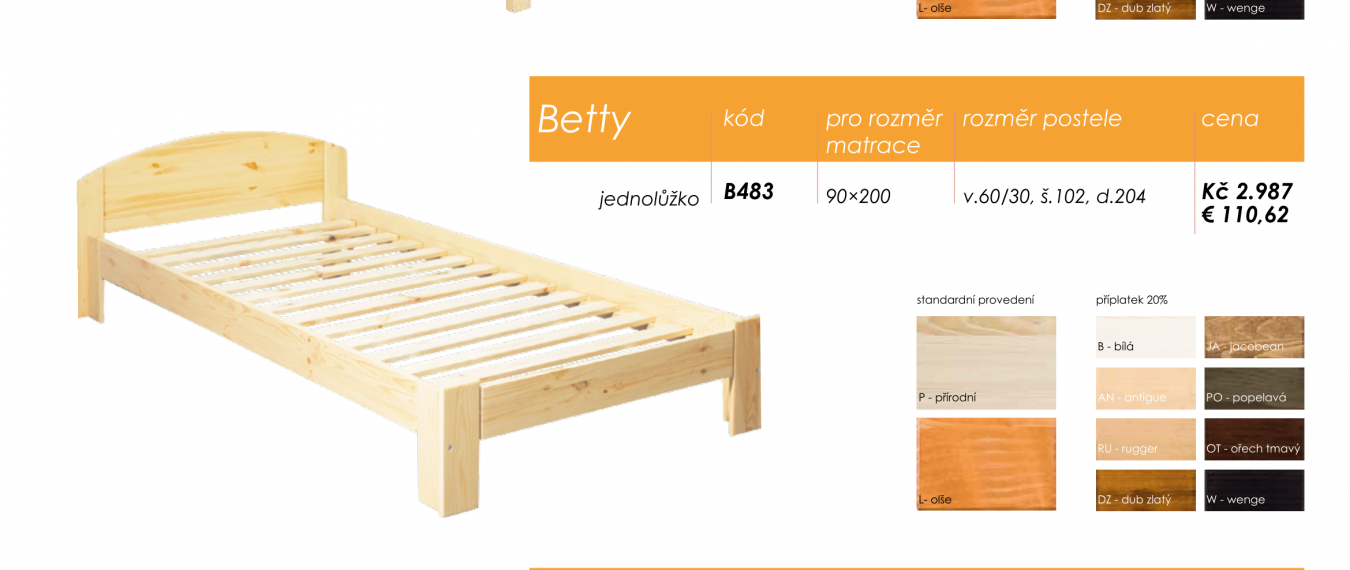 L- olše
DZ - dub zlatý
W - wenge
Betty
kód
pro rozměr
matrace
rozměr postele
cena
jednolůžko
B483
90×200
v.60/30, š.102, d.204
Kč 2.987
€ 110,62
standardní provedení
příplatek 20%
P - přírodní
L- olše
B - bílá
JA - jacobean
AN - antigue
PO - popelavá
RU - rugger
OT - ořech tmavý
DZ - dub zlatý
W - wenge